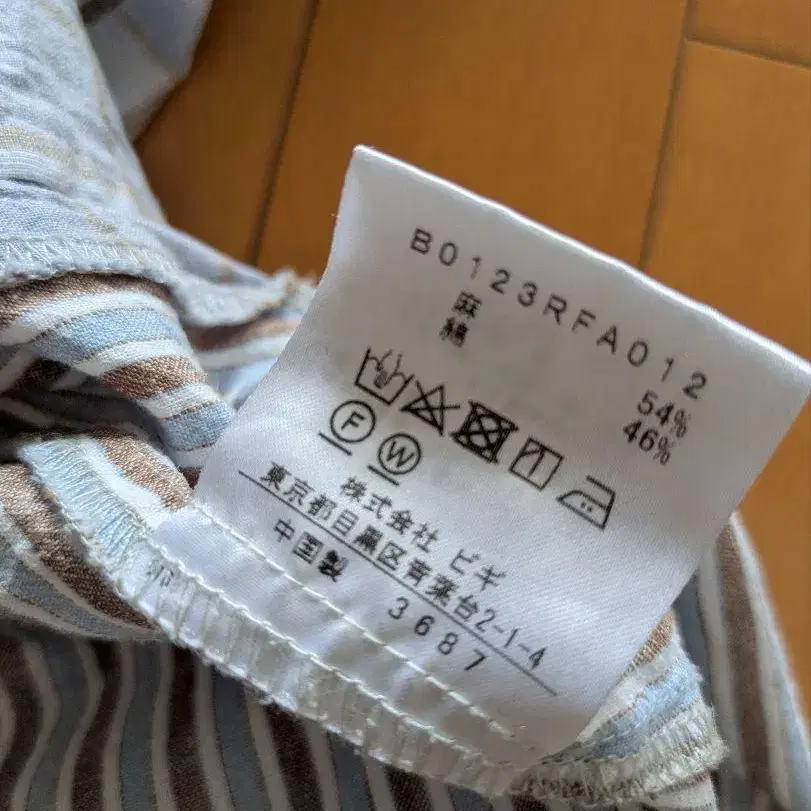 B0123RFA012
麻 54%
綿 46%
F W
株式会社 ビギ
東京都目黒区青葉台2-1-4
中国製 3687